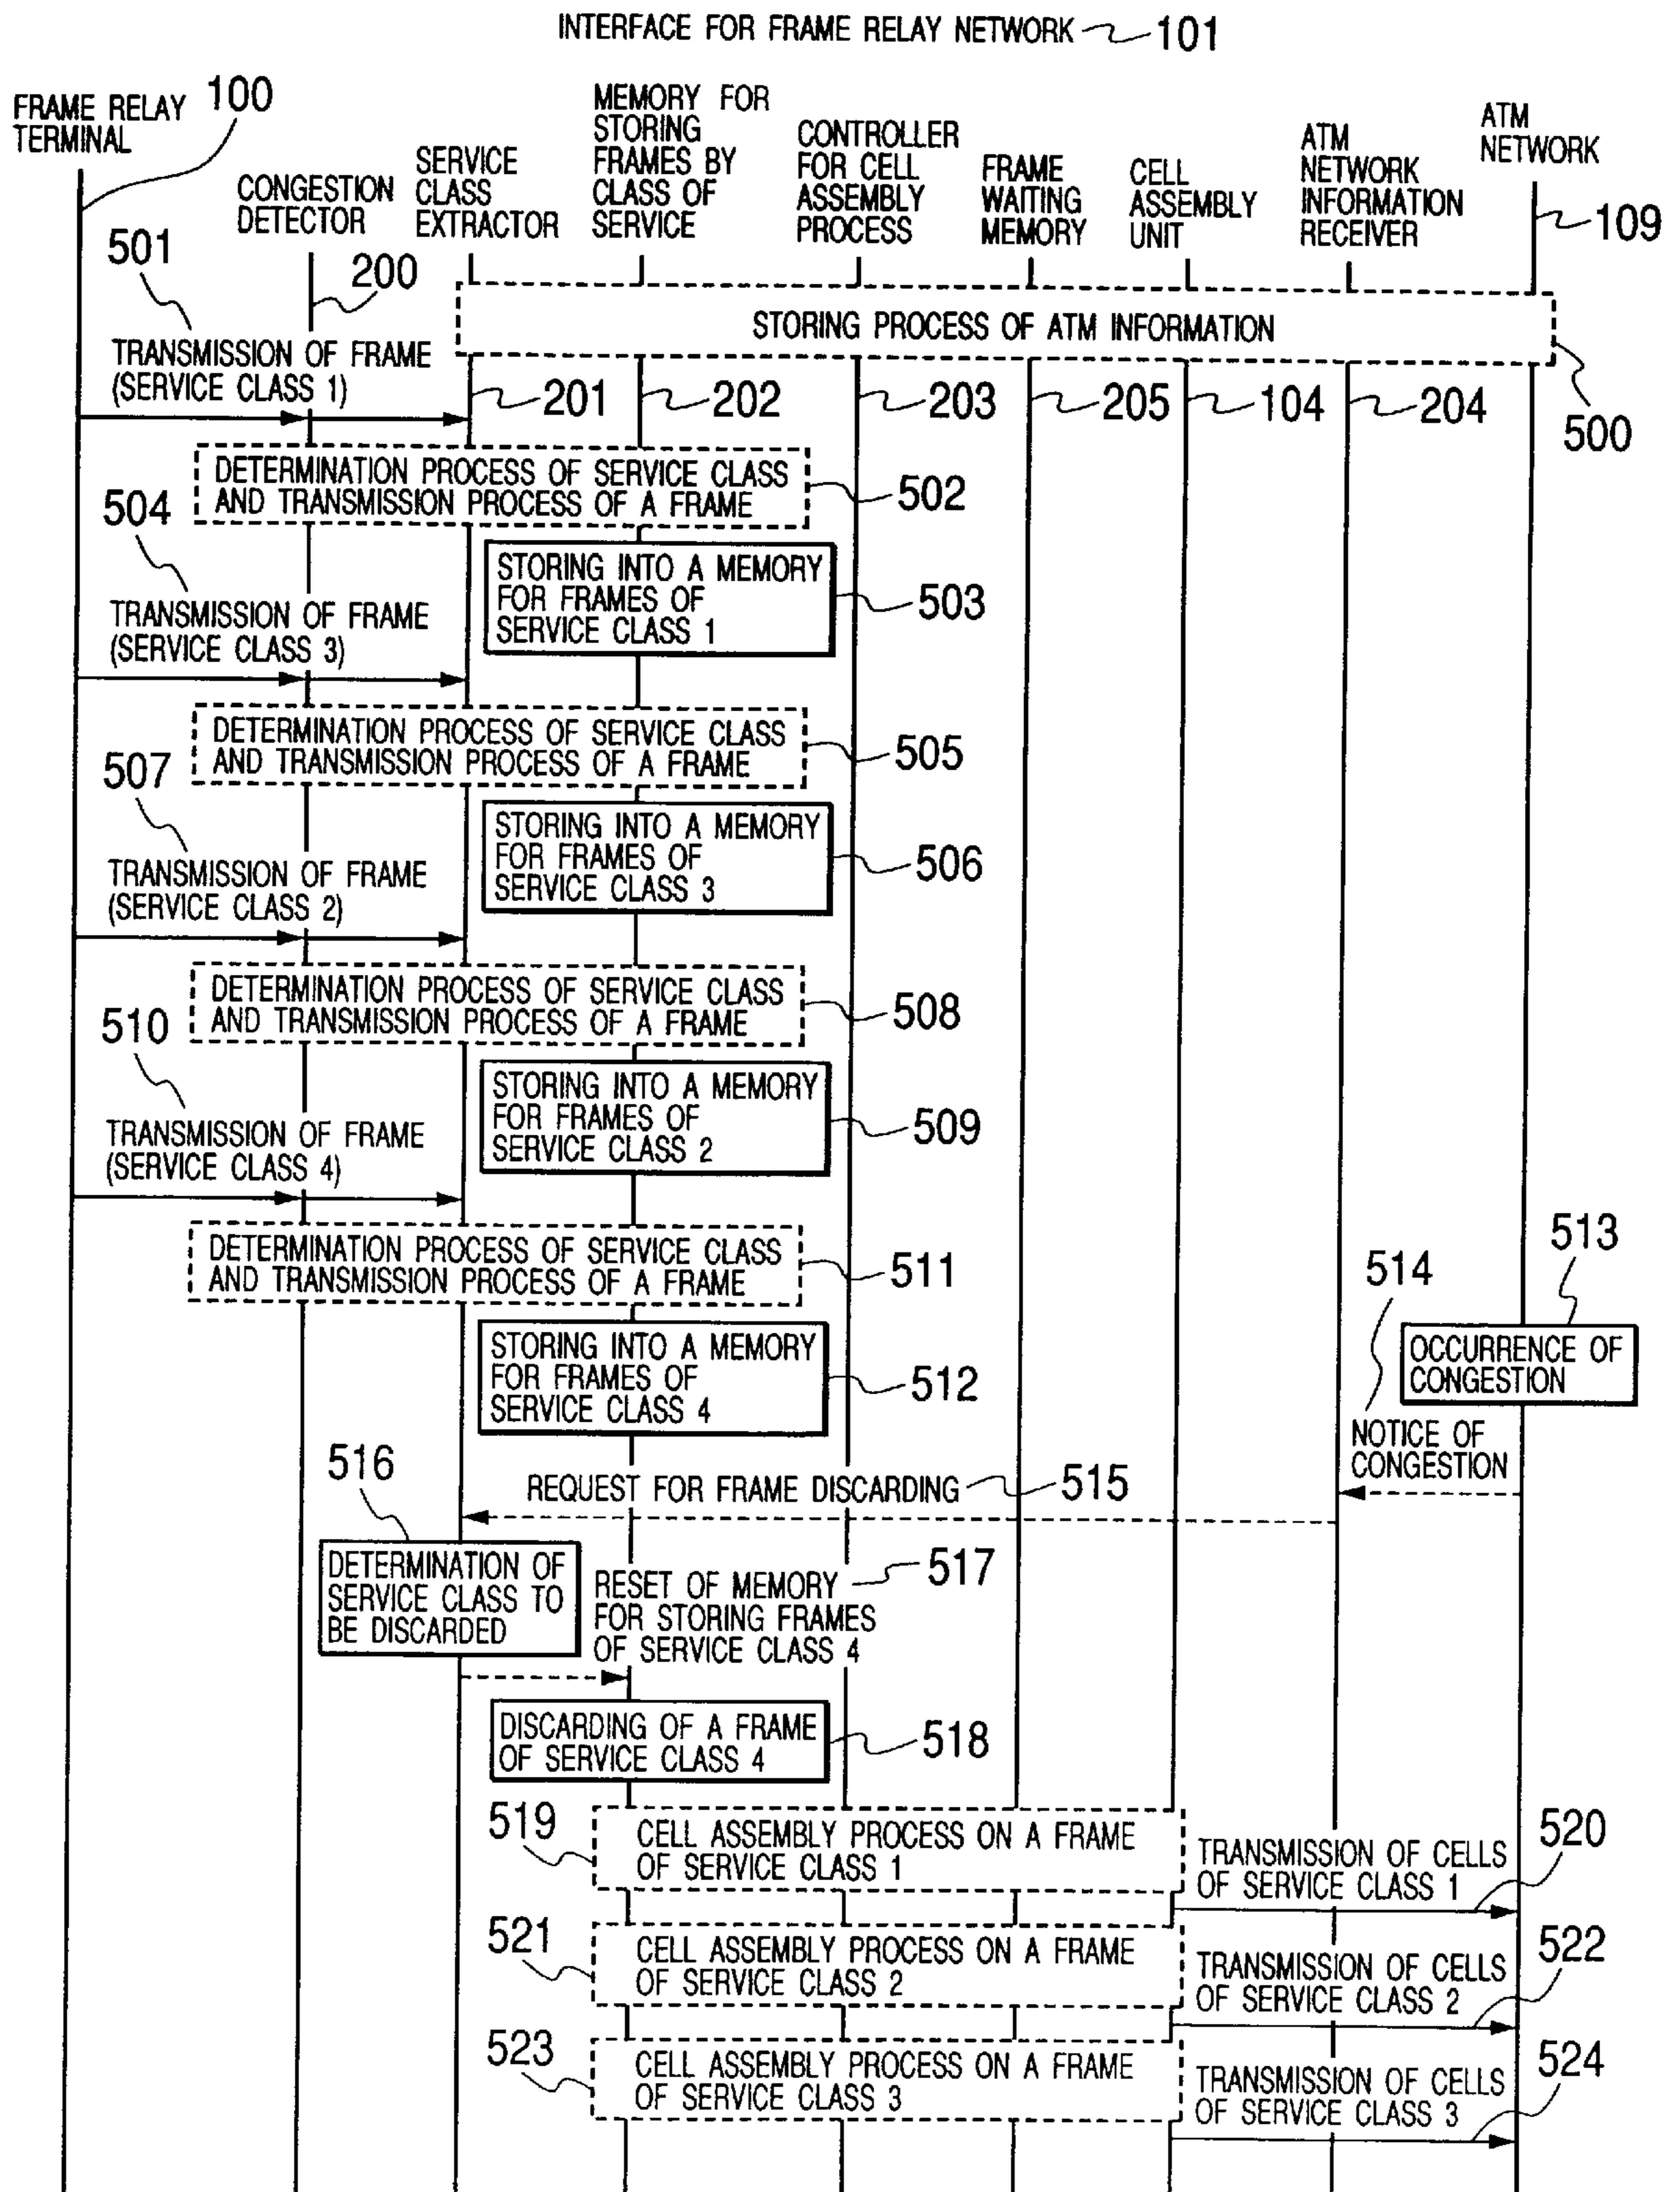 INTERFACE FOR FRAME RELAY NETWORK 101
FRAME RELAY
TERMINAL
100
CONGESTION
DETECTOR
SERVICE
CLASS
EXTRACTOR
MEMORY FOR
STORING
FRAMES BY
CLASS OF
SERVICE
CONTROLLER
FOR CELL
ASSEMBLY
PROCESS
FRAME
WAITING
MEMORY
CELL
ASSEMBLY
UNIT
ATM
NETWORK
INFORMATION
RECEIVER
ATM
NETWORK
109
501
200
STORING PROCESS OF ATM INFORMATION
500
TRANSMISSION OF FRAME
(SERVICE CLASS 1)
201
202
203
205
104
204
DETERMINATION PROCESS OF SERVICE CLASS
AND TRANSMISSION PROCESS OF A FRAME
502
504
STORING INTO A MEMORY
FOR FRAMES OF
SERVICE CLASS 1
503
TRANSMISSION OF FRAME
(SERVICE CLASS 3)
DETERMINATION PROCESS OF SERVICE CLASS
AND TRANSMISSION PROCESS OF A FRAME
505
507
STORING INTO A MEMORY
FOR FRAMES OF
SERVICE CLASS 3
506
TRANSMISSION OF FRAME
(SERVICE CLASS 2)
DETERMINATION PROCESS OF SERVICE CLASS
AND TRANSMISSION PROCESS OF A FRAME
508
510
STORING INTO A MEMORY
FOR FRAMES OF
SERVICE CLASS 2
509
TRANSMISSION OF FRAME
(SERVICE CLASS 4)
DETERMINATION PROCESS OF SERVICE CLASS
AND TRANSMISSION PROCESS OF A FRAME
511
STORING INTO A MEMORY
FOR FRAMES OF
SERVICE CLASS 4
512
513
OCCURRENCE OF
CONGESTION
514
NOTICE OF
CONGESTION
REQUEST FOR FRAME DISCARDING 515
516
DETERMINATION OF
SERVICE CLASS TO
BE DISCARDED
RESET OF MEMORY
FOR STORING FRAMES
OF SERVICE CLASS 4
517
DISCARDING OF A FRAME
OF SERVICE CLASS 4
518
519
CELL ASSEMBLY PROCESS ON A FRAME
OF SERVICE CLASS 1
TRANSMISSION OF CELLS
OF SERVICE CLASS 1
520
521
CELL ASSEMBLY PROCESS ON A FRAME
OF SERVICE CLASS 2
TRANSMISSION OF CELLS
OF SERVICE CLASS 2
522
523
CELL ASSEMBLY PROCESS ON A FRAME
OF SERVICE CLASS 3
TRANSMISSION OF CELLS
OF SERVICE CLASS 3
524